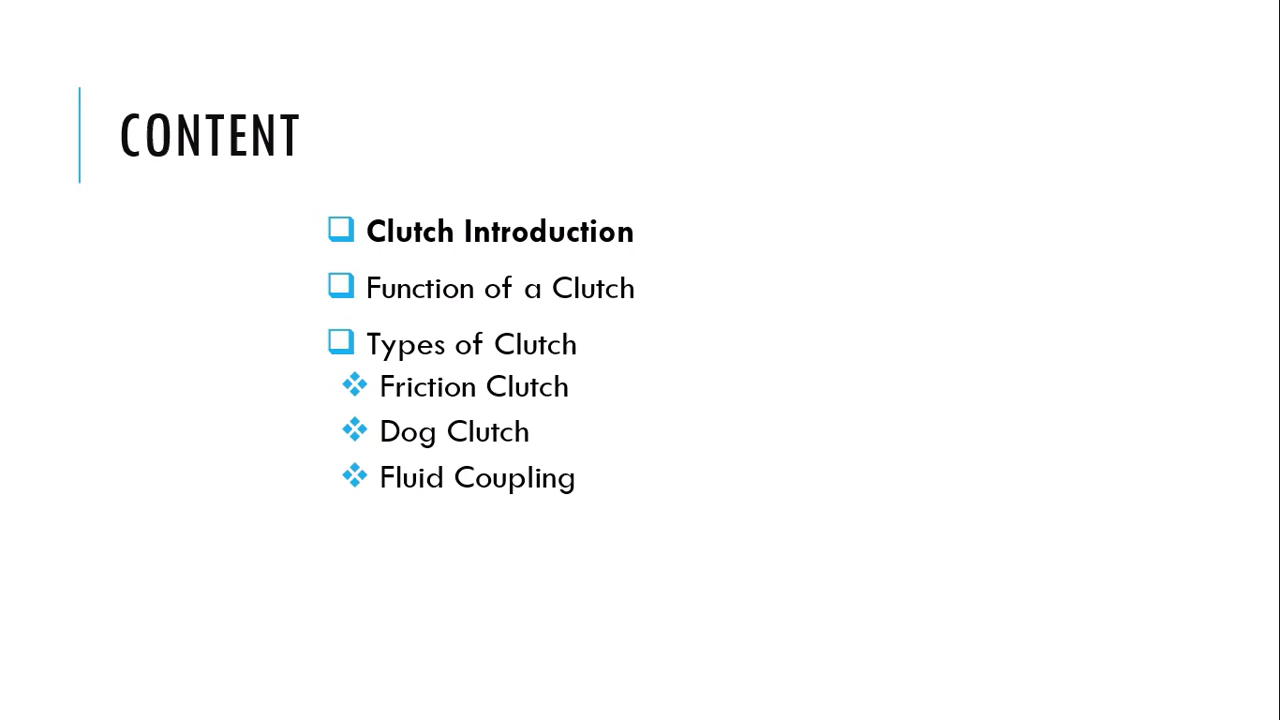 CONTENT
Clutch Introduction
Function of a Clutch
Types of Clutch
Friction Clutch
Dog Clutch
Fluid Coupling